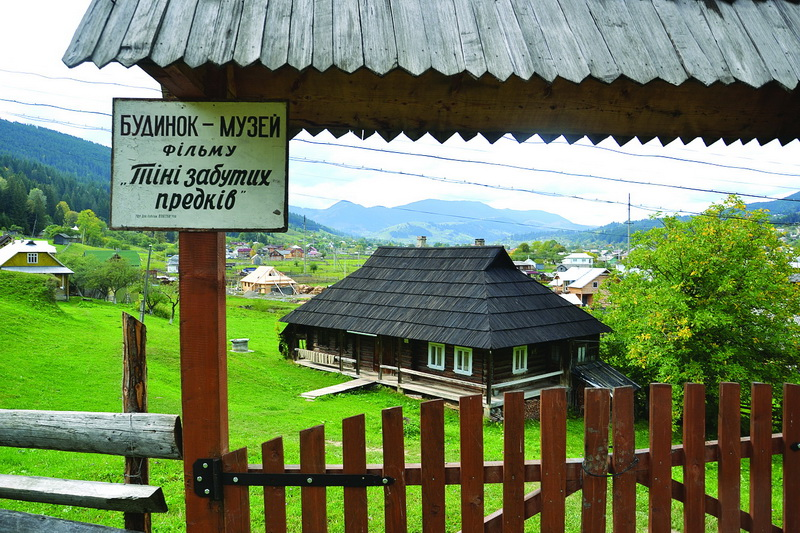 БУДИНОК – МУЗЕЙ
ФІЛЬМУ
„Тіні забутих
предків"